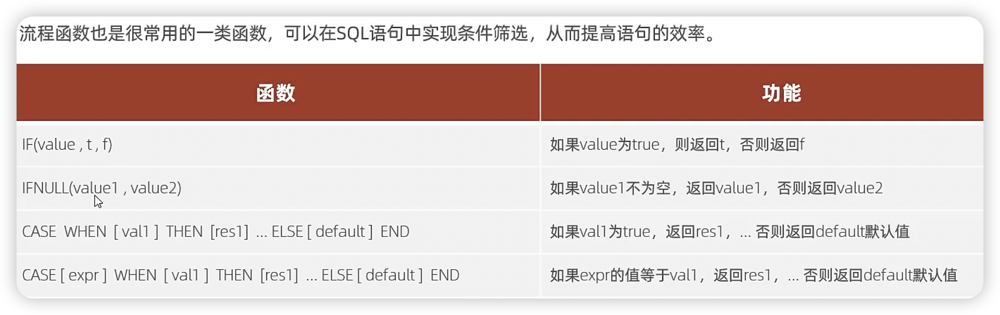 流程函数也是很常用的一类函数，可以在SQL语句中实现条件筛选，从而提高语句的效率。
函数 功能
IF(value , t , f) 如果value为true，则返回t，否则返回f
IFNULL(value1 , value2) 如果value1不为空，返回value1，否则返回value2
CASE WHEN [ val1 ] THEN [res1] ... ELSE [ default ] END 如果val1为true，返回res1，... 否则返回default默认值
CASE [ expr ] WHEN [ val1 ] THEN [res1] ... ELSE [ default ] END 如果expr的值等于val1，返回res1，... 否则返回default默认值